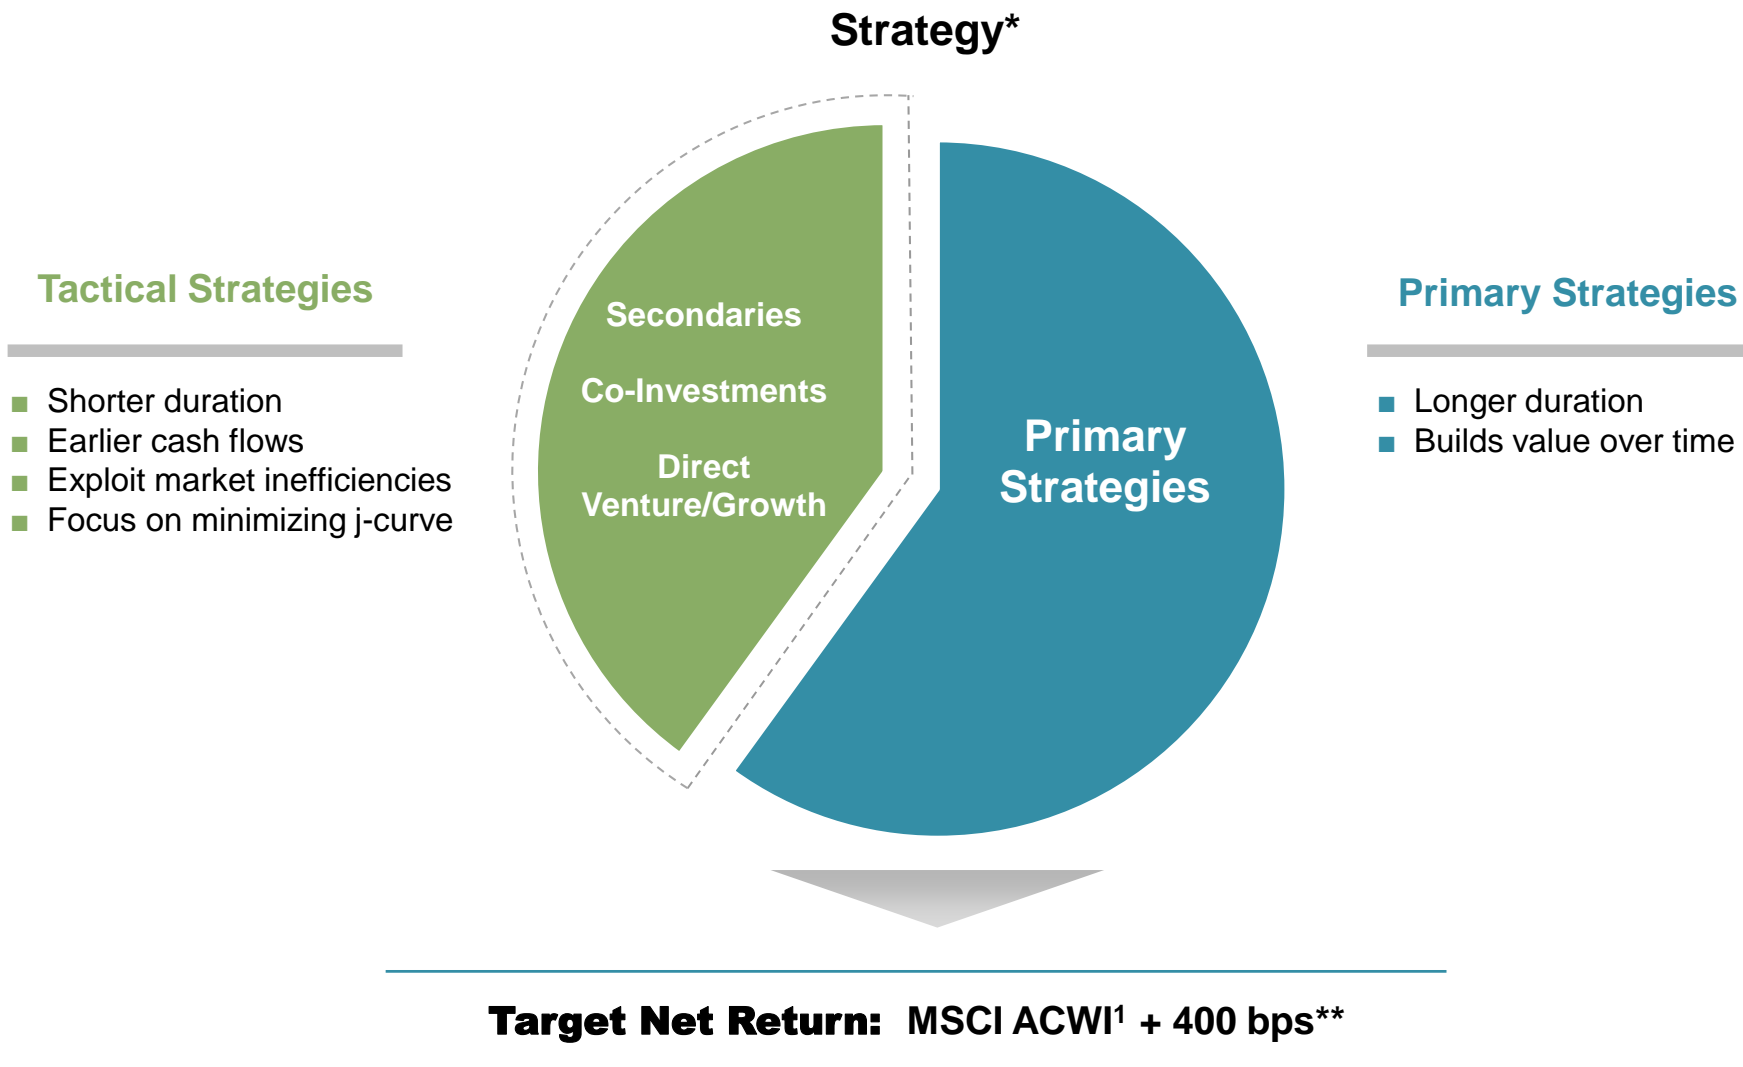 Strategy*
Tactical Strategies
■ Shorter duration
■ Earlier cash flows
■ Exploit market inefficiencies
■ Focus on minimizing j-curve
Secondaries
Co-Investments
Direct
Venture/Growth
Primary
Strategies
Primary Strategies
■ Longer duration
■ Builds value over time
Target Net Return: MSCI ACWI¹ + 400 bps**